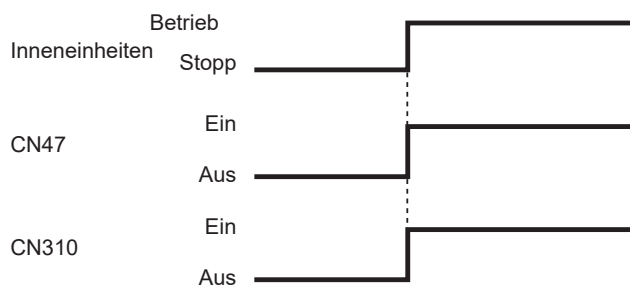 Betrieb
Inneneinheiten
Stopp
Ein
CN47
Aus
Ein
CN310
Aus